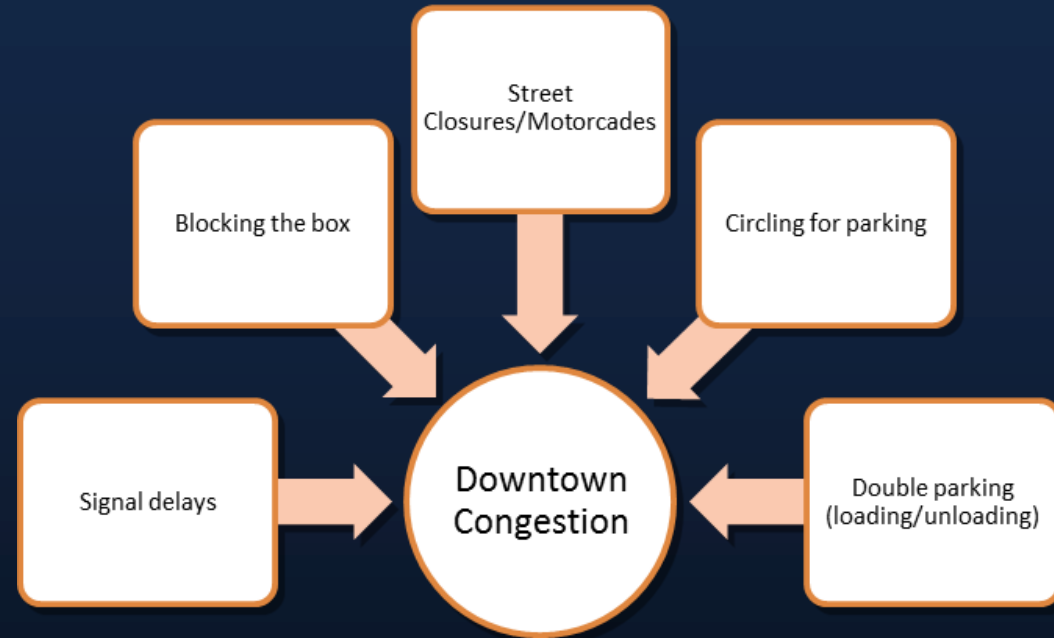 Street
Closures/Motorcades
Blocking the box
Circling for parking
Signal delays
Downtown
Congestion
Double parking
(loading/unloading)